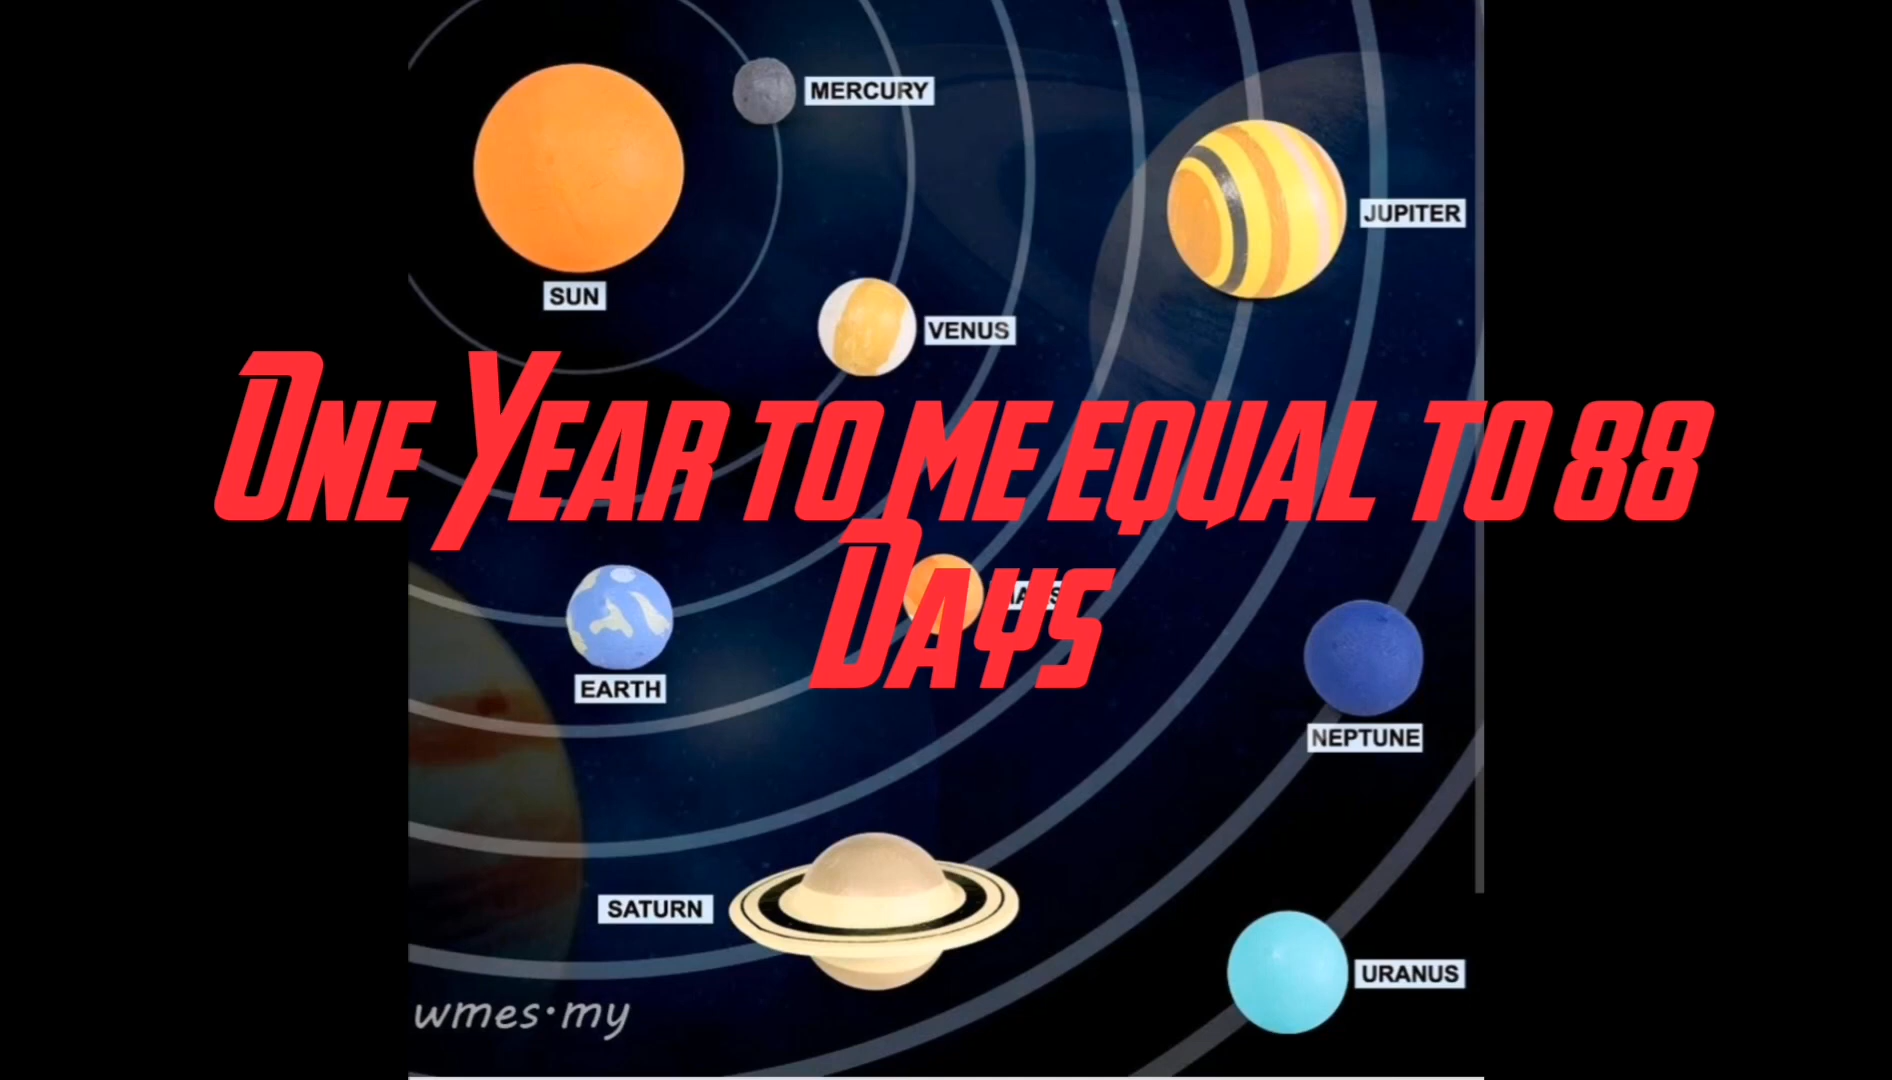 MERCURY
JUPITER
SUN
VENUS
One Year to me equal to 88
Days
EARTH
NEPTUNE
SATURN
URANUS
wmes·my